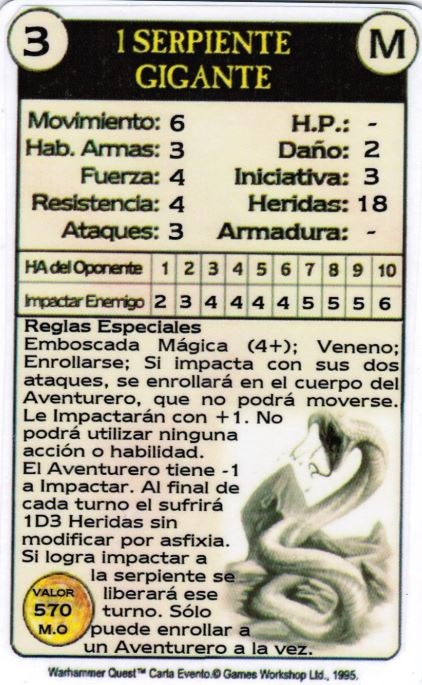 3
1 SERPIENTE
GIGANTE
M
Movimiento: 6
H.P.: -
Hab. Armas: 3
Daño: 2
Fuerza: 4
Iniciativa: 3
Resistencia: 4
Heridas: 18
Ataques: 3
Armadura: -
HA del Oponente 1 2 3 4 5 6 7 8 9 10
Impactar Enemigo 2 3 4 4 4 4 5 5 5 6
Reglas Especiales
Emboscada Mágica (4+); Veneno;
Enrollarse; Si impacta con sus dos
ataques, se enrollará en el cuerpo del
Aventurero, que no podrá moverse.
Le Impactarán con +1. No
podrá utilizar ninguna
acción o habilidad.
El Aventurero tiene -1
a Impactar. Al final de
cada turno el sufrirá
1D3 Heridas sin
modificar por asfixia.
Si logra impactar a
la serpiente se
liberará ese
turno. Sólo
puede enrollar a
un Aventurero a la vez.
VALOR
570
M.O
Warhammer Quest™ Carta Evento.© Games Workshop Ltd., 1995.